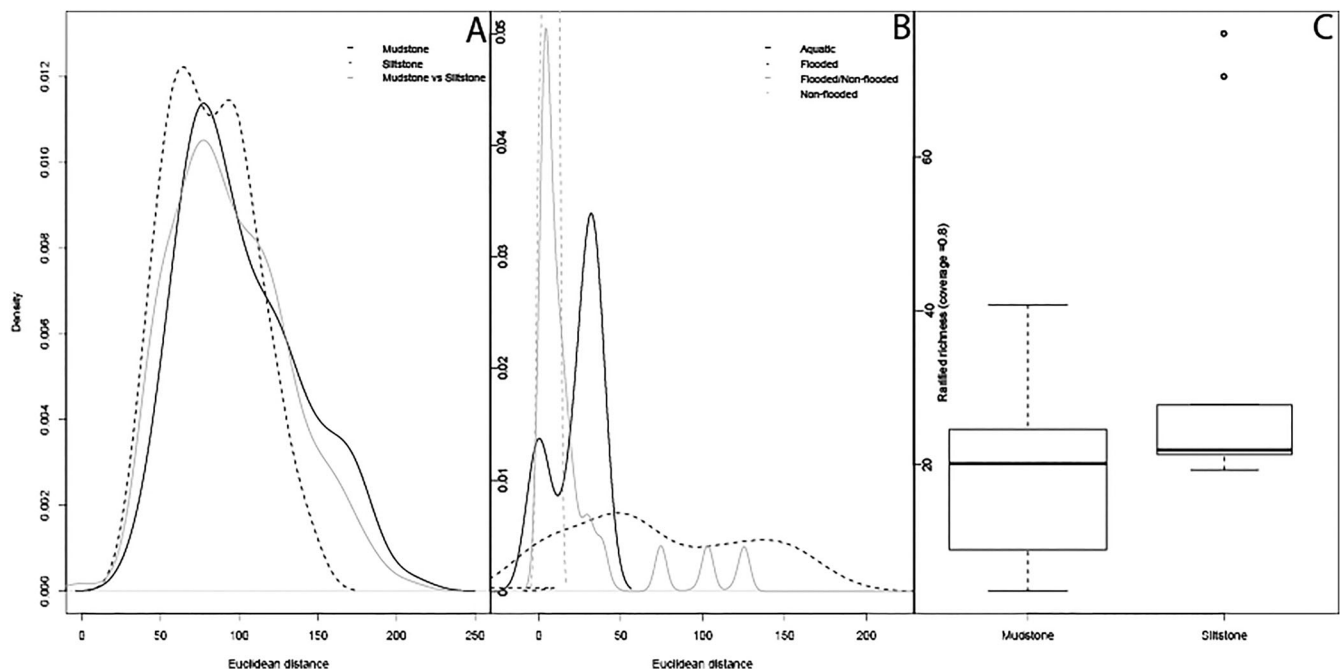 A
Mudstone
Siltstone
Mudstone vs Siltstone
Density
0.000
0.002
0.004
0.006
0.008
0.010
0.012
0
50
100
150
200
250
Euclidean distance
B
Aquatic
Flooded
Flooded/Non-flooded
Non-flooded
0.01
0.02
0.03
0.04
0.05
0
50
100
150
200
Euclidean distance
C
Rarified richness (coverage =0.8)
20
40
60
Mudstone
Siltstone